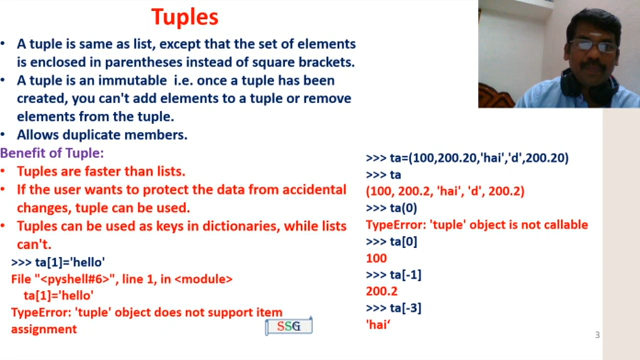 Tuples
• A tuple is same as list, except that the set of elements
is enclosed in parentheses instead of square brackets.
• A tuple is an immutable i.e. once a tuple has been
created, you can't add elements to a tuple or remove
elements from the tuple.
• Allows duplicate members.
Benefit of Tuple:
• Tuples are faster than lists.
• If the user wants to protect the data from accidental
changes, tuple can be used.
• Tuples can be used as keys in dictionaries, while lists
can't.
>>> ta[1]='hello'
File "<pyshell#6>", line 1, in <module>
ta[1]='hello'
TypeError: 'tuple' object does not support item
assignment
>>> ta=(100,200.20,'hai','d',200.20)
>>> ta
(100, 200.2, 'hai', 'd', 200.2)
>>> ta(0)
TypeError: 'tuple' object is not callable
>>> ta[0]
100
>>> ta[-1]
200.2
>>> ta[-3]
'hai‘
SSG
3